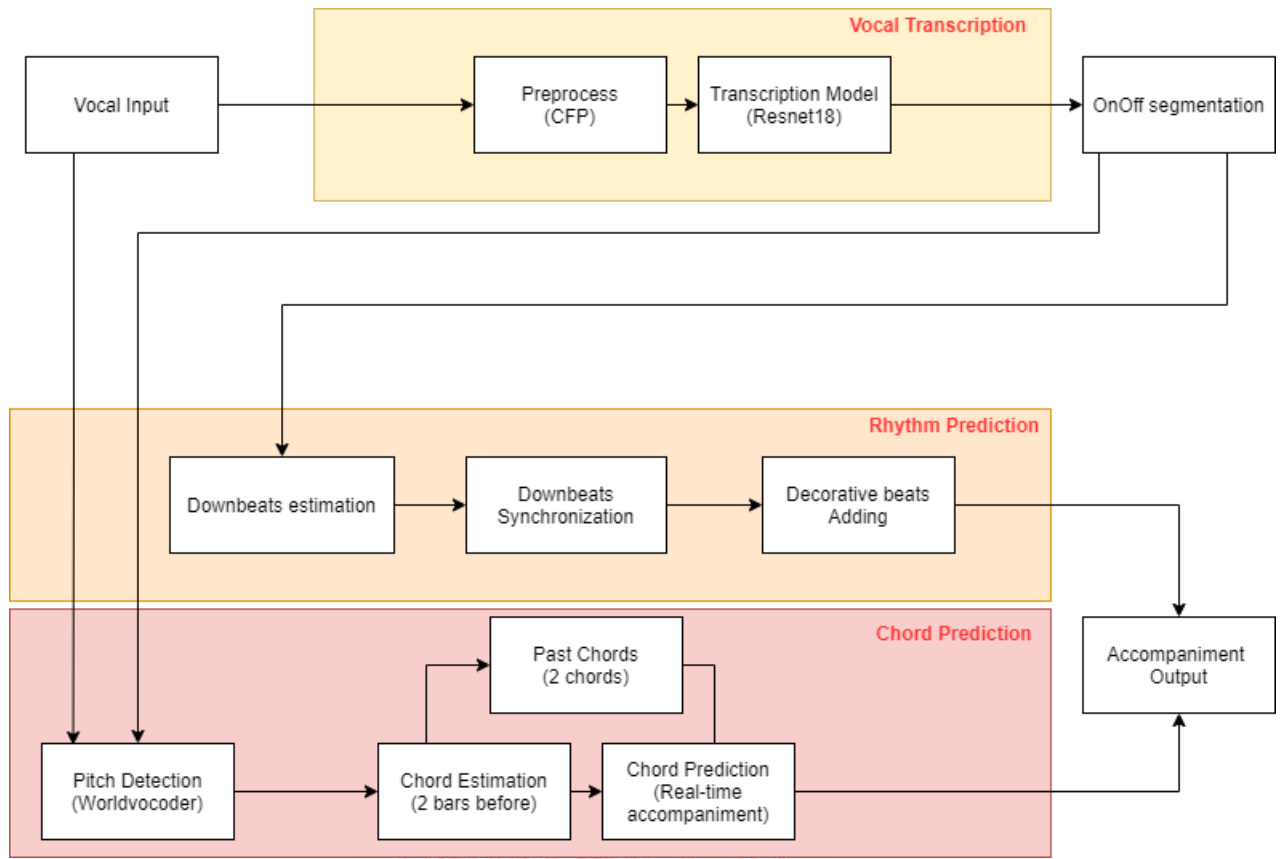 Vocal Transcription
Vocal Input
Preprocess
(CFP)
Transcription Model
(Resnet18)
OnOff segmentation
Rhythm Prediction
Downbeats estimation
Downbeats
Synchronization
Decorative beats
Adding
Chord Prediction
Past Chords
(2 chords)
Accompaniment
Output
Pitch Detection
(Worldvocoder)
Chord Estimation
(2 bars before)
Chord Prediction
(Real-time
accompaniment)